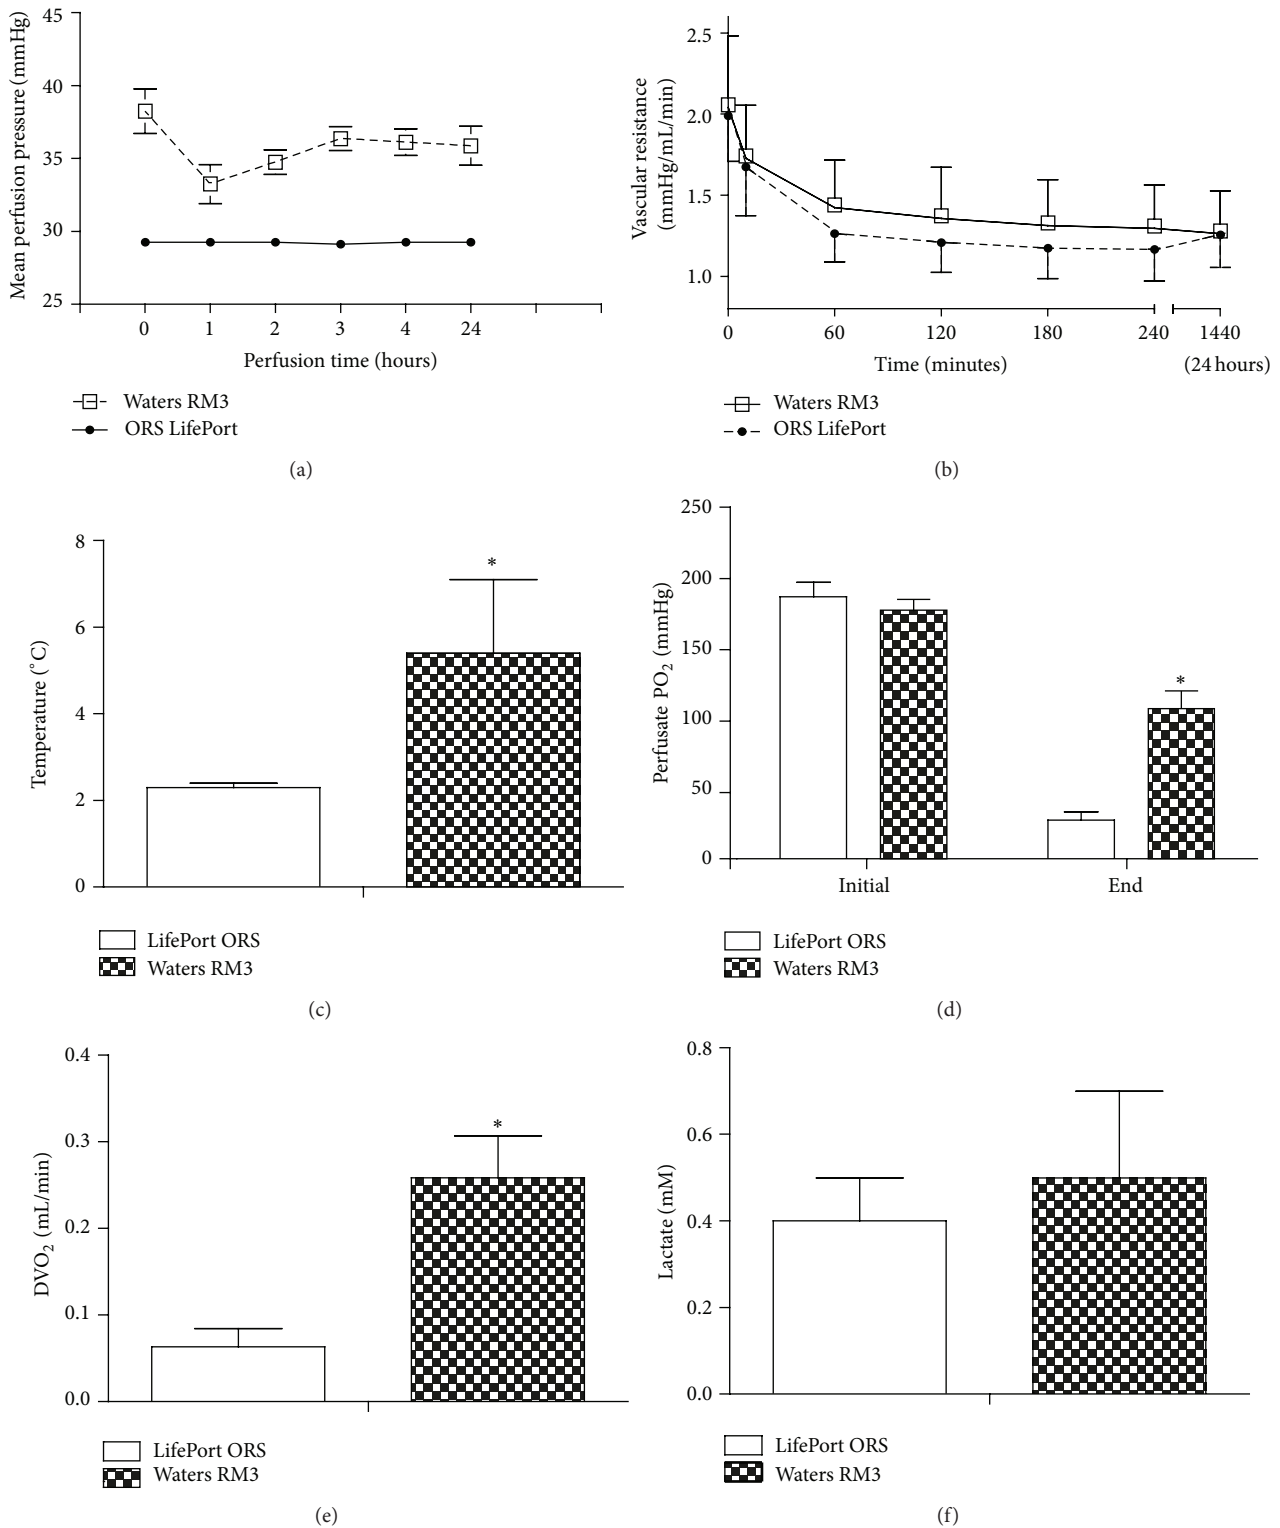 45
40
35
30
25
Mean perfusion pressure (mmHg)
0 1 2 3 4 24
Perfusion time (hours)
Waters RM3
ORS LifePort
(a)
2.5
2.0
1.5
1.0
Vascular resistance
(mmHg/mL/min)
0 60 120 180 240 1440
Time (minutes) (24 hours)
Waters RM3
ORS LifePort
(b)
8
6
4
2
0
Temperature (°C)
*
LifePort ORS
Waters RM3
(c)
250
200
150
100
50
0
Perfusate PO₂ (mmHg)
*
Initial End
LifePort ORS
Waters RM3
(d)
0.4
0.3
0.2
0.1
0.0
DVO₂ (mL/min)
*
LifePort ORS
Waters RM3
(e)
0.8
0.6
0.4
0.2
0.0
Lactate (mM)
LifePort ORS
Waters RM3
(f)